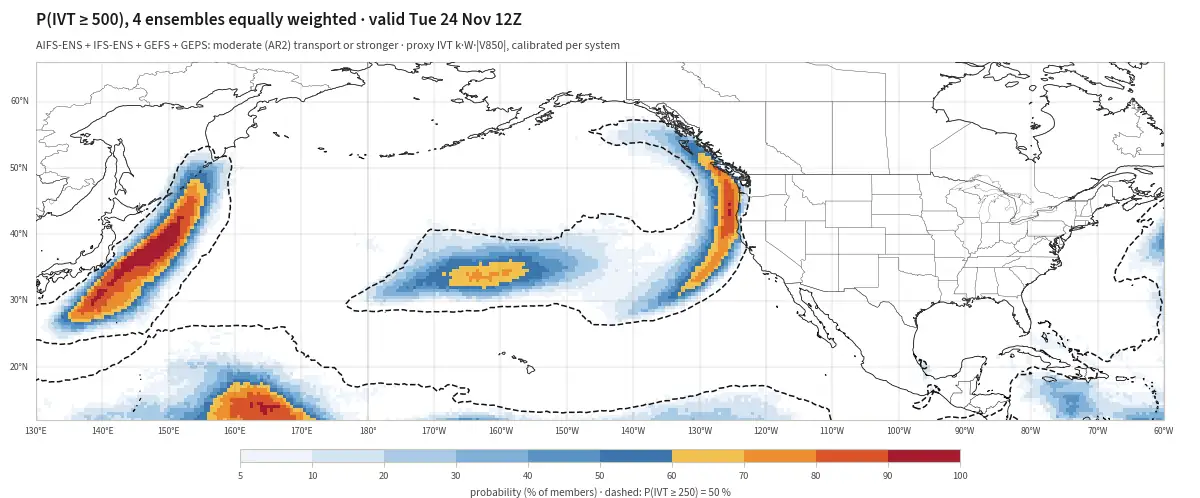 P(IVT ≥ 500), 4 ensembles equally weighted · valid Tue 24 Nov 12Z
AIFS-ENS + IFS-ENS + GEFS + GEPS: moderate (AR2) transport or stronger · proxy IVT k·W·|V850|, calibrated per system
60°N
50°N
40°N
30°N
20°N
130°E 140°E 150°E 160°E 170°E 180° 170°W 160°W 150°W 140°W 130°W 120°W 110°W 100°W 90°W 80°W 70°W 60°W
5 10 20 30 40 50 60 70 80 90 100
probability (% of members) · dashed: P(IVT ≥ 250) = 50 %